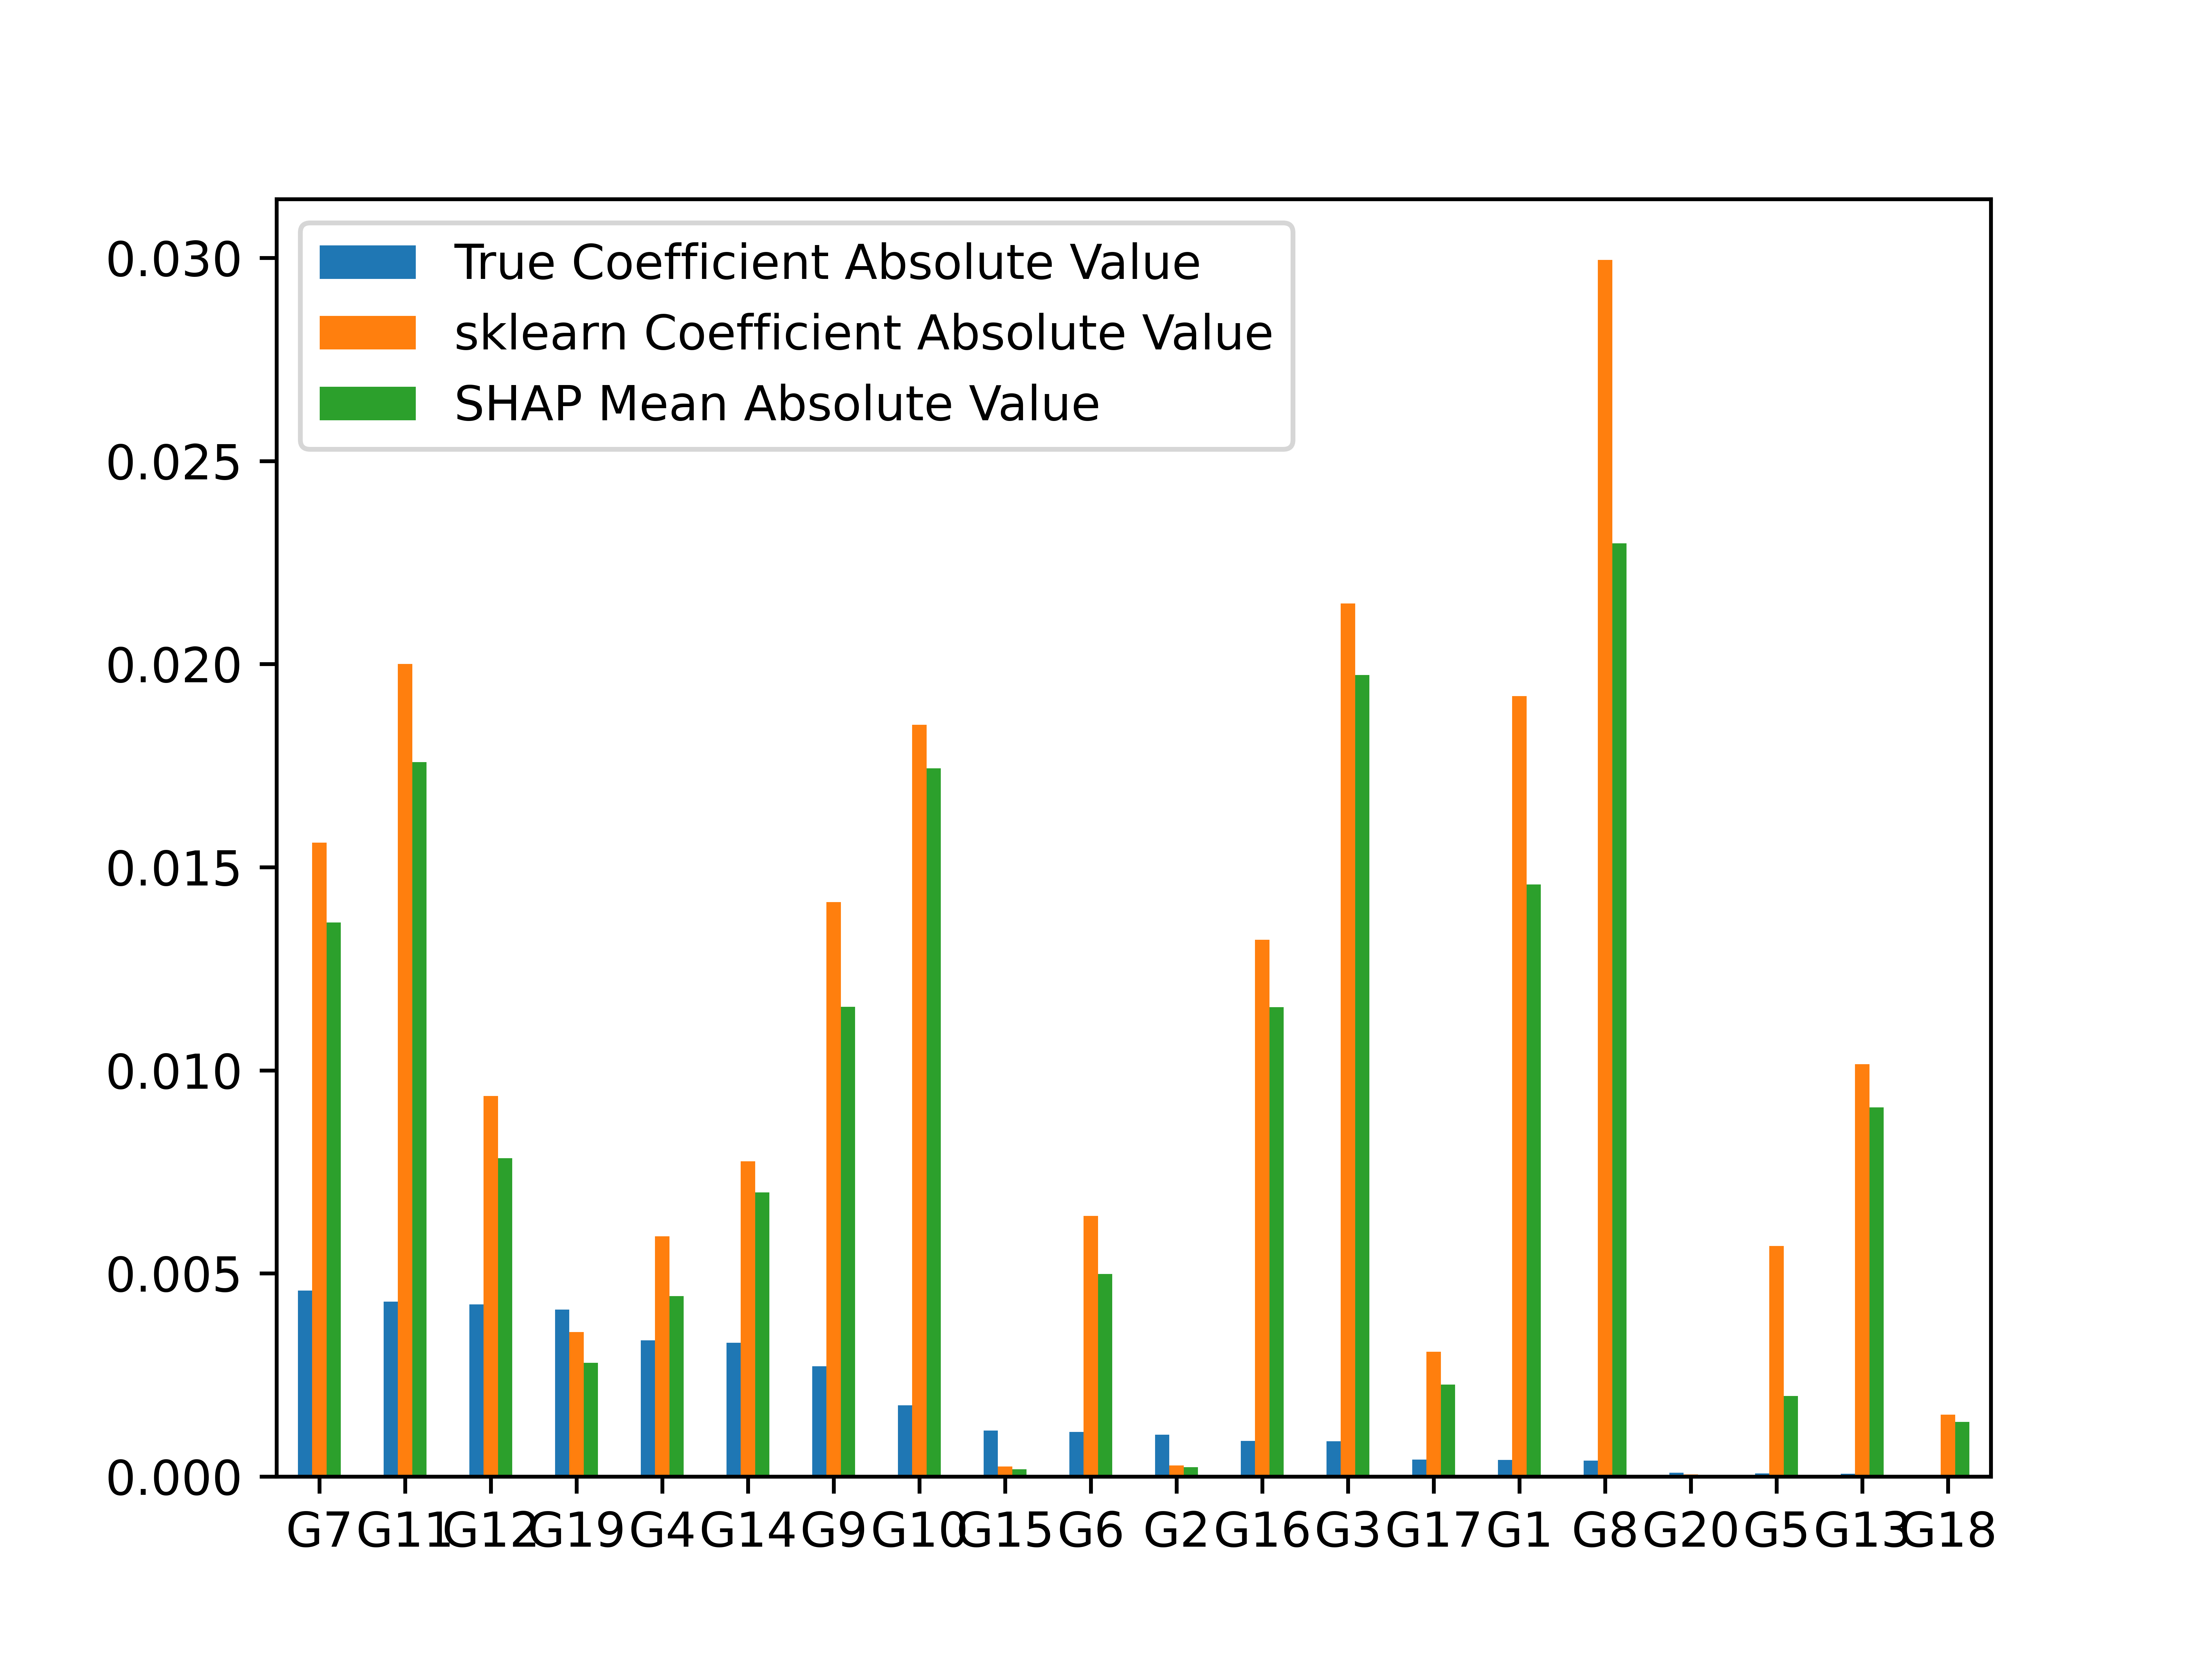 True Coefficient Absolute Value
sklearn Coefficient Absolute Value
SHAP Mean Absolute Value
0.030
0.025
0.020
0.015
0.010
0.005
0.000
G7 G11 G12 G19 G4 G14 G9 G10 G15 G6 G2 G16 G3 G17 G1 G8 G20 G5 G13 G18